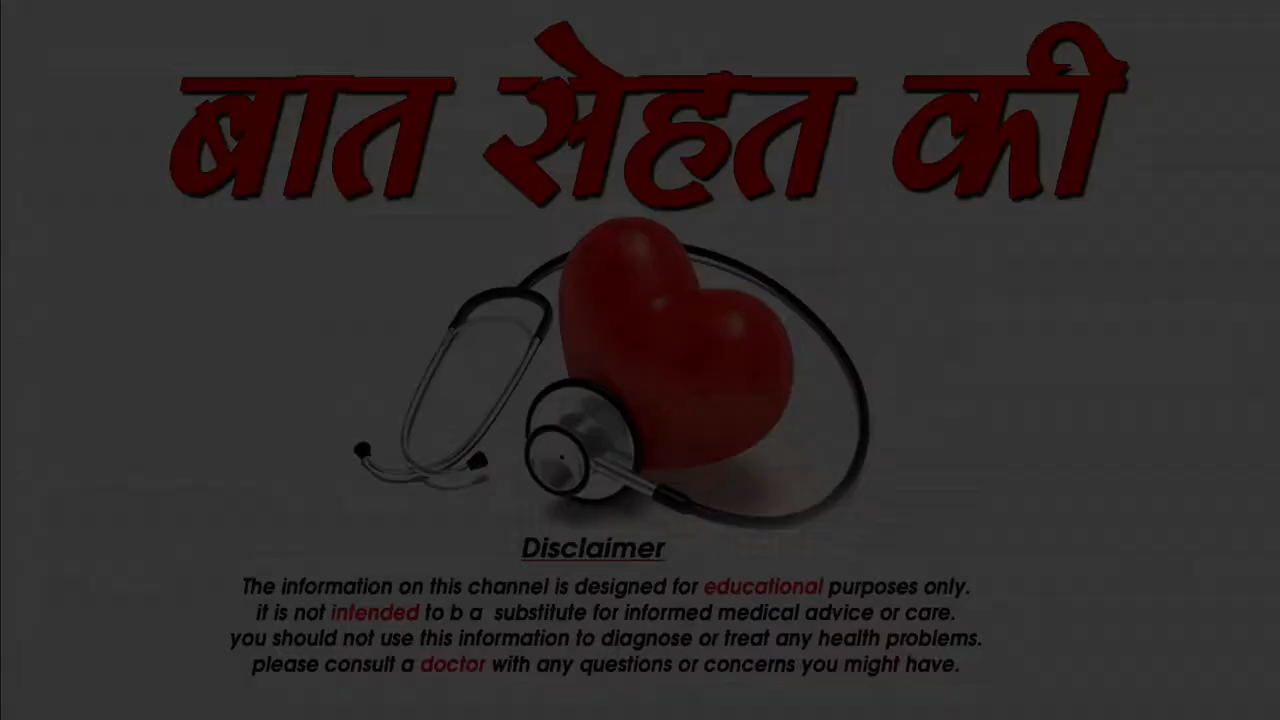 बात सेहत की
Disclaimer
The information on this channel is designed for educational purposes only.
it is not intended to b a substitute for informed medical advice or care.
you should not use this information to diagnose or treat any health problems.
please consult a doctor with any questions or concerns you might have.